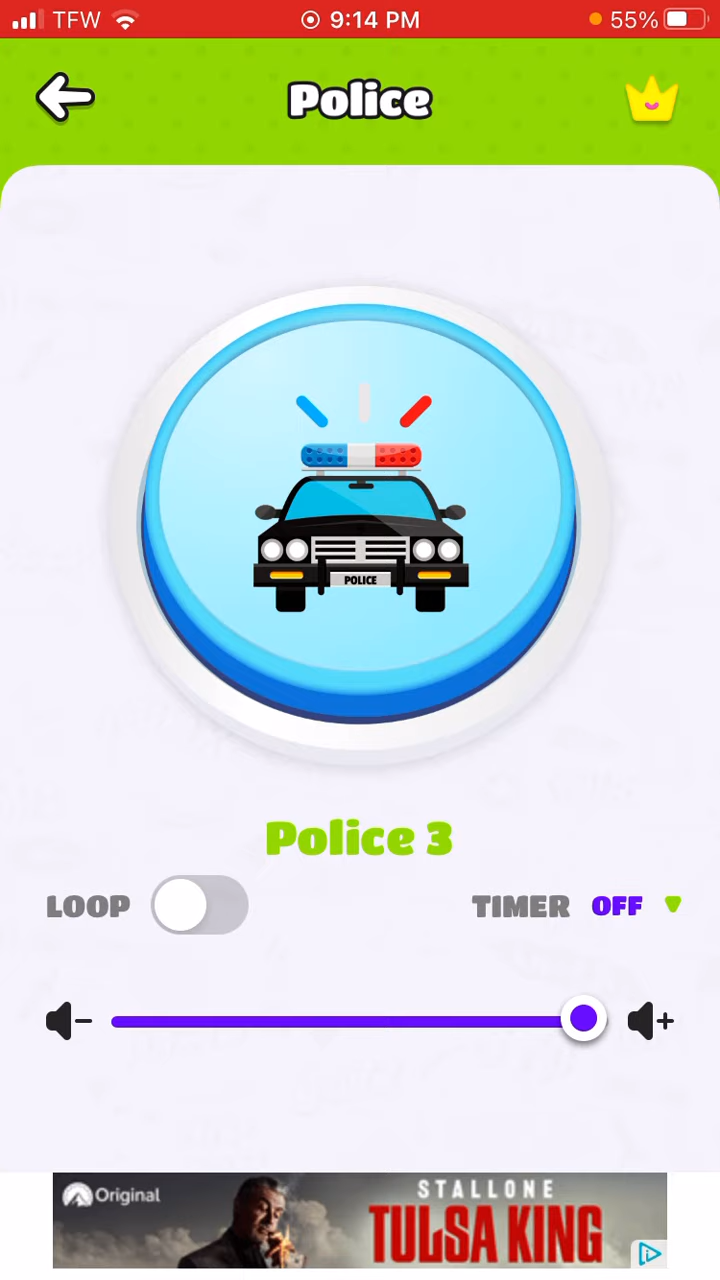 TFW 9:14 PM 55%
Police
POLICE
Police 3
LOOP TIMER OFF
Original
STALLONE
TULSA KING